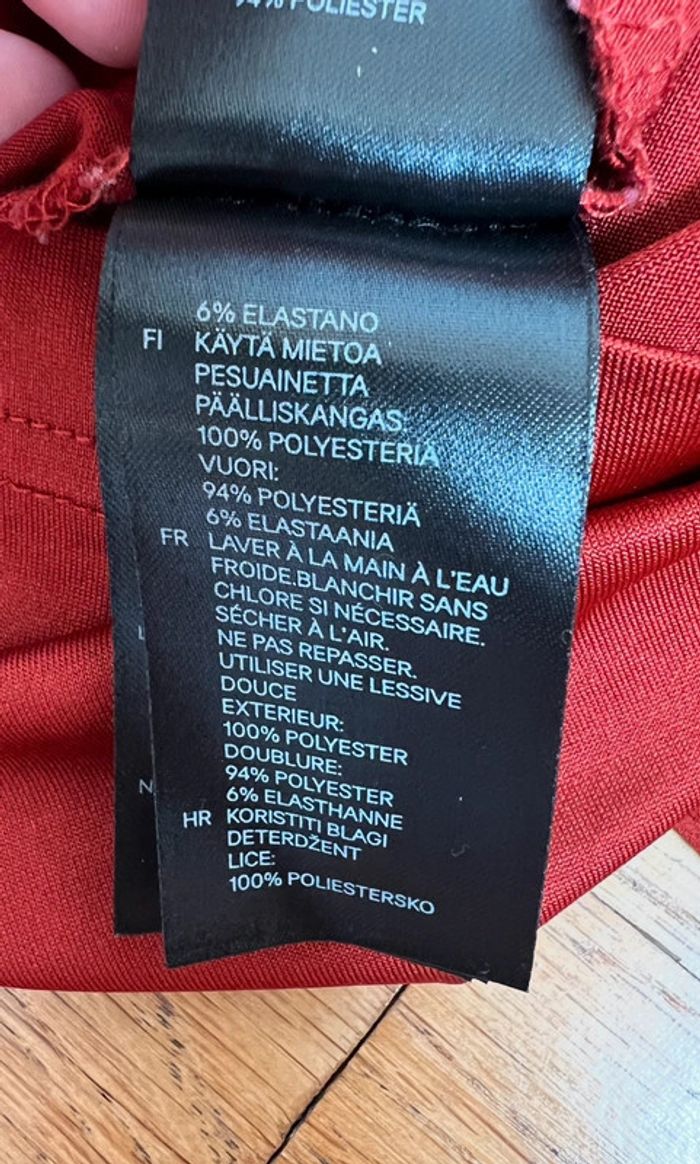 94% POLIESTER
6% ELASTANO
FI KÄYTÄ MIETOA
PESUAINETTA
PÄÄLLISKANGAS:
100% POLYESTERIÄ
VUORI:
94% POLYESTERIÄ
6% ELASTAANIA
FR LAVER À LA MAIN À L'EAU
FROIDE.BLANCHIR SANS
CHLORE SI NÉCESSAIRE.
SÉCHER À L'AIR.
NE PAS REPASSER.
UTILISER UNE LESSIVE
DOUCE
EXTERIEUR:
100% POLYESTER
DOUBLURE:
94% POLYESTER
6% ELASTHANNE
HR KORISTITI BLAGI
DETERDŽENT
LICE:
100% POLIESTERSKO